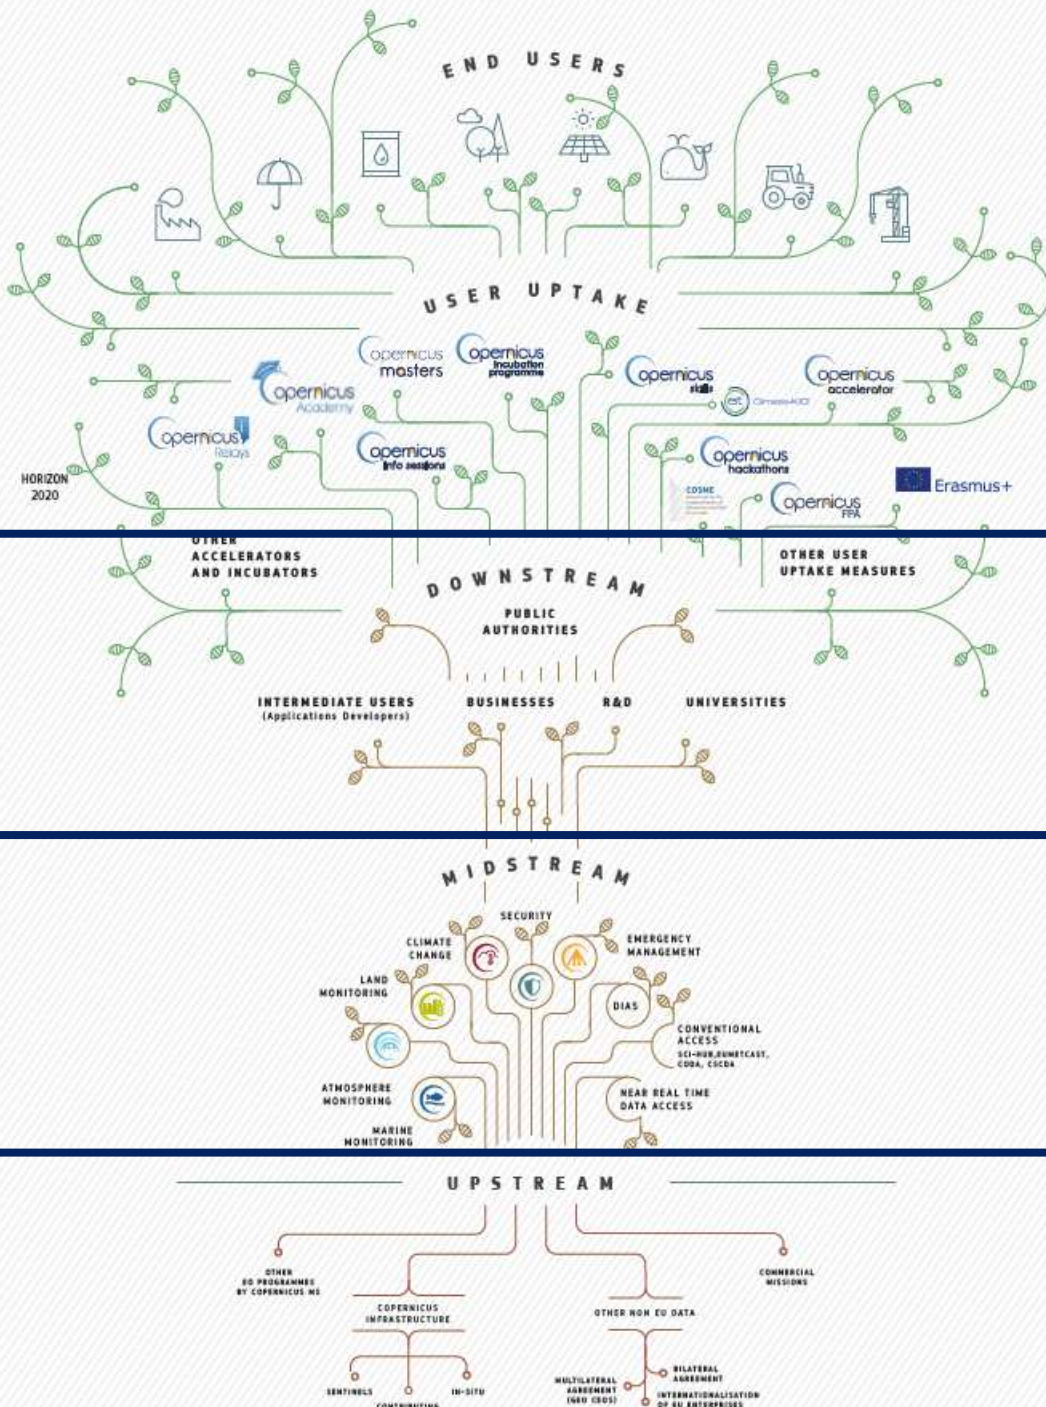 END USERS
USER UPTAKE
Copernicus
masters
Copernicus
incubation
programme
Copernicus
Academy
Copernicus
skills
Climate-KIC
Copernicus
accelerator
Copernicus
Relays
Copernicus
info sessions
Copernicus
hackathons
HORIZON
2020
COSME
Copernicus
FPA
Erasmus+
OTHER
ACCELERATORS
AND INCUBATORS
OTHER USER
UPTAKE MEASURES
DOWNSTREAM
PUBLIC
AUTHORITIES
INTERMEDIATE USERS
(Applications Developers)
BUSINESSES
R&D
UNIVERSITIES
MIDSTREAM
SECURITY
CLIMATE
CHANGE
EMERGENCY
MANAGEMENT
LAND
MONITORING
DIAS
CONVENTIONAL
ACCESS
SCI-HUB, EUMETCAST,
CODA, CSCDA
ATMOSPHERE
MONITORING
NEAR REAL TIME
DATA ACCESS
MARINE
MONITORING
UPSTREAM
OTHER
EO PROGRAMMES
BY COPERNICUS MS
COMMERCIAL
MISSIONS
COPERNICUS
INFRASTRUCTURE
OTHER NON EU DATA
SENTINELS
IN-SITU
CONTRIBUTING
MULTILATERAL
AGREEMENT
(GEO CEOS)
BILATERAL
AGREEMENT
INTERNATIONALISATION
OF EU ENTERPRISES